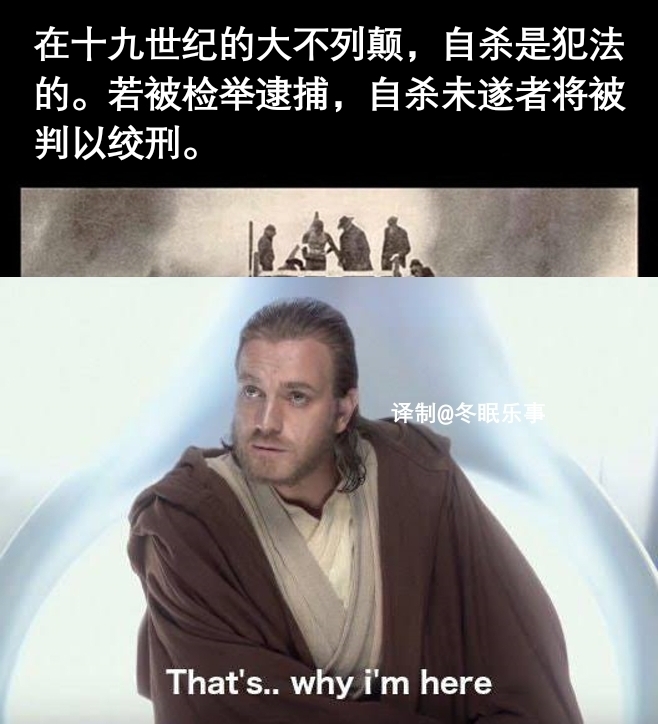 在十九世纪的大不列颠，自杀是犯法
的。若被检举逮捕，自杀未遂者将被
判以绞刑。
译制@冬眠乐事
That's.. why i'm here